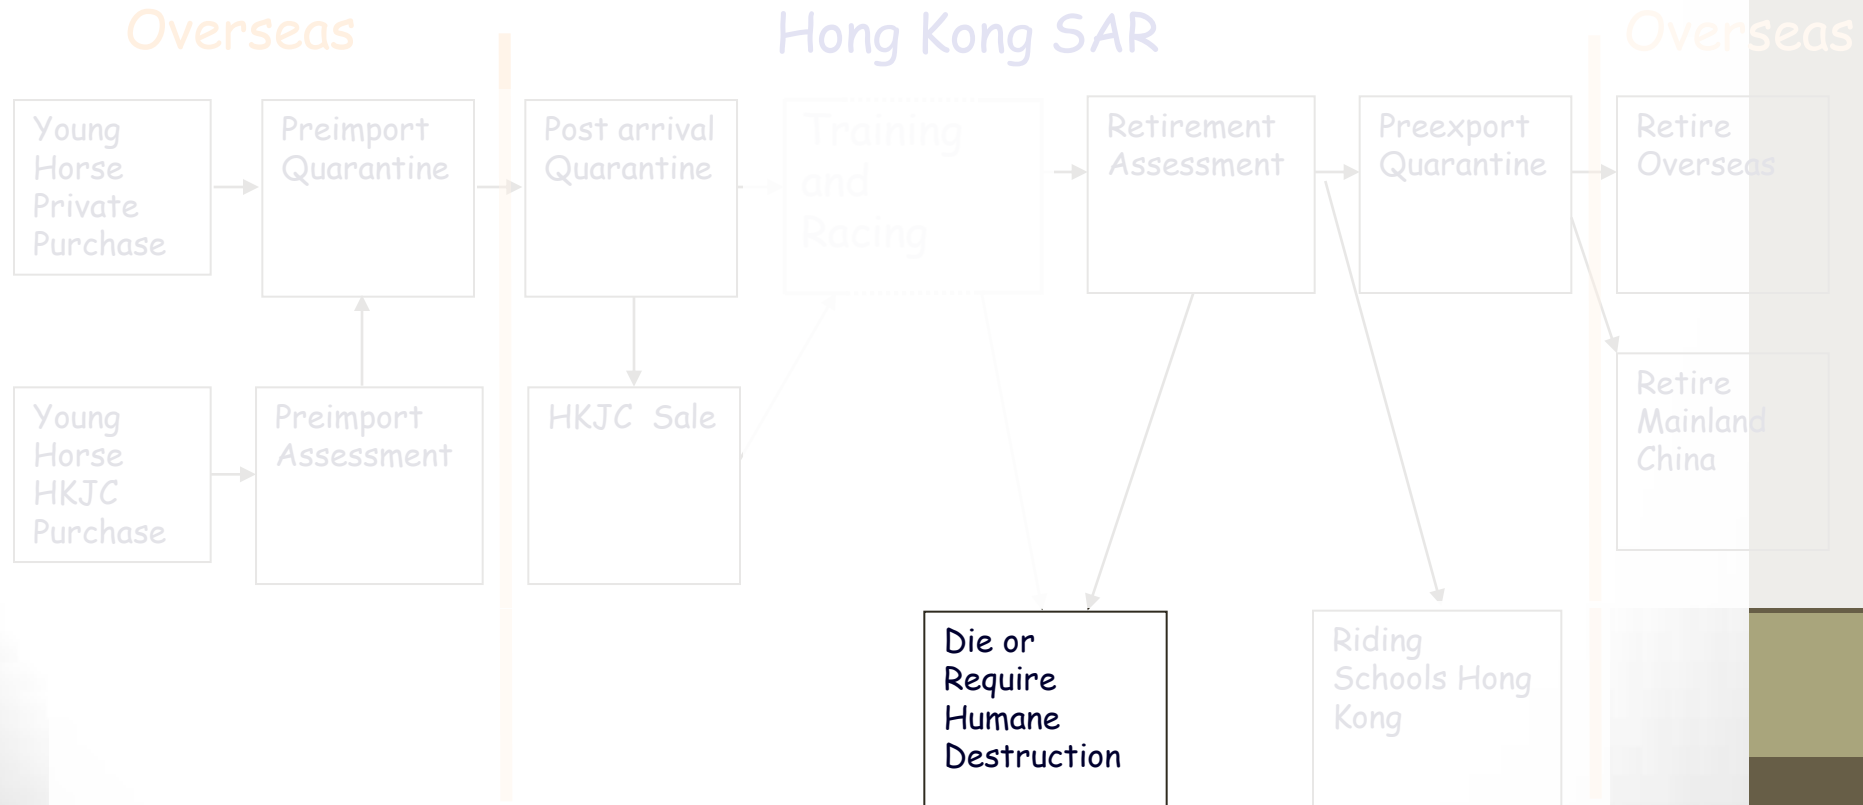 Overseas
Hong Kong SAR
Overseas
Young
Horse
Private
Purchase
Preimport
Quarantine
Post arrival
Quarantine
Training
and
Racing
Retirement
Assessment
Preexport
Quarantine
Retire
Overseas
Young
Horse
HKJC
Purchase
Preimport
Assessment
HKJC Sale
Retire
Mainland
China
Die or
Require
Humane
Destruction
Riding
Schools Hong
Kong